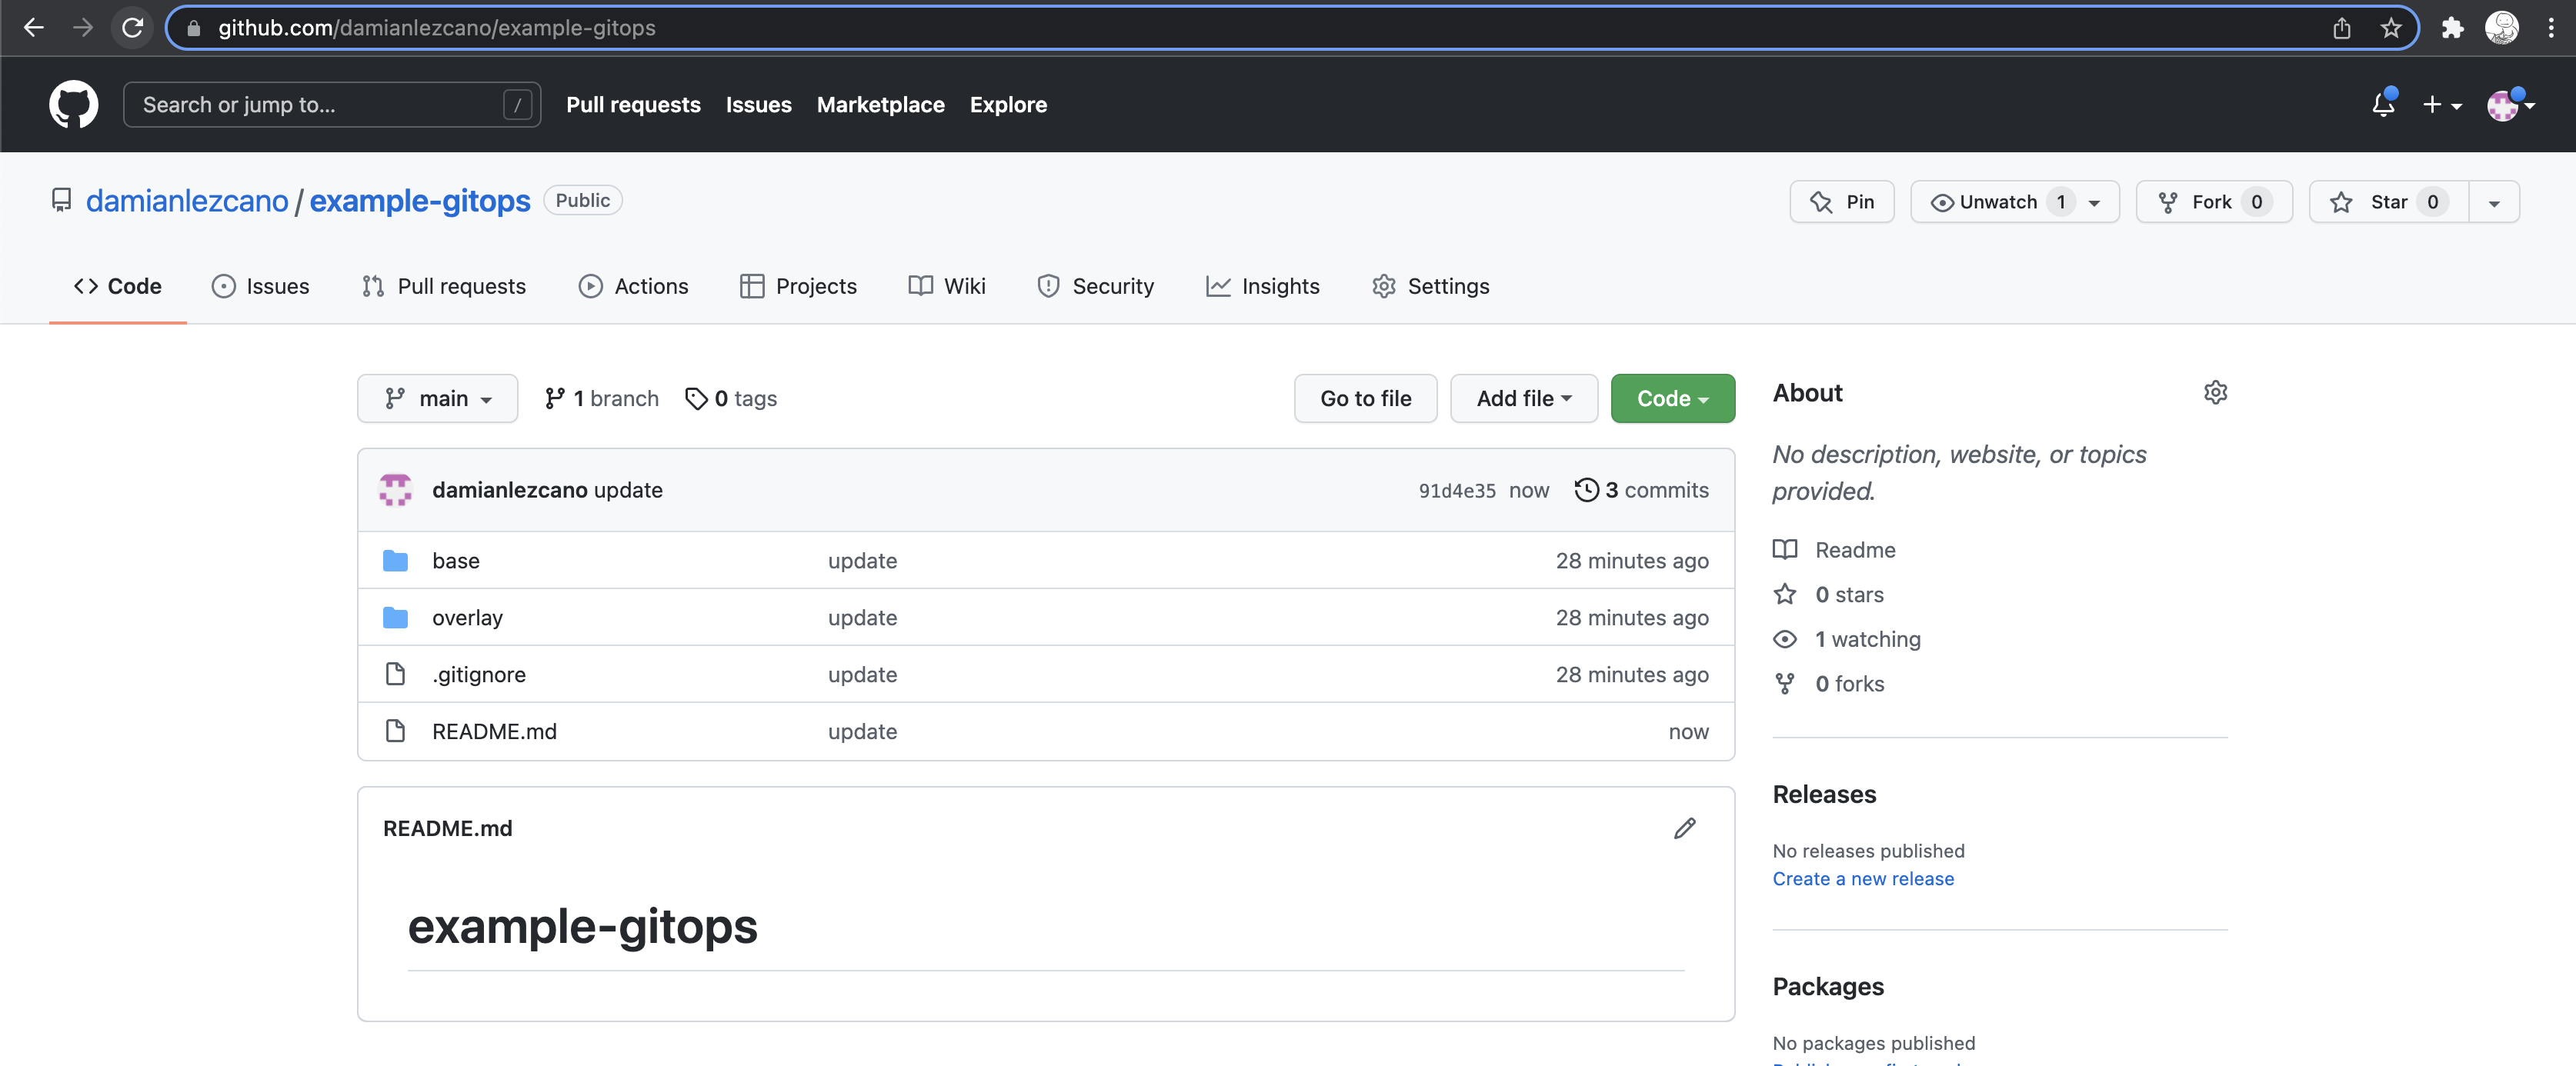 github.com/damianlezcano/example-gitops
Search or jump to... /
Pull requests Issues Marketplace Explore
damianlezcano / example-gitops Public
Pin Unwatch 1 Fork 0 Star 0
Code Issues Pull requests Actions Projects Wiki Security Insights Settings
main 1 branch 0 tags
Go to file Add file Code
damianlezcano update 91d4e35 now 3 commits
base update 28 minutes ago
overlay update 28 minutes ago
.gitignore update 28 minutes ago
README.md update now
README.md
example-gitops
About
No description, website, or topics
provided.
Readme
0 stars
1 watching
0 forks
Releases
No releases published
Create a new release
Packages
No packages published